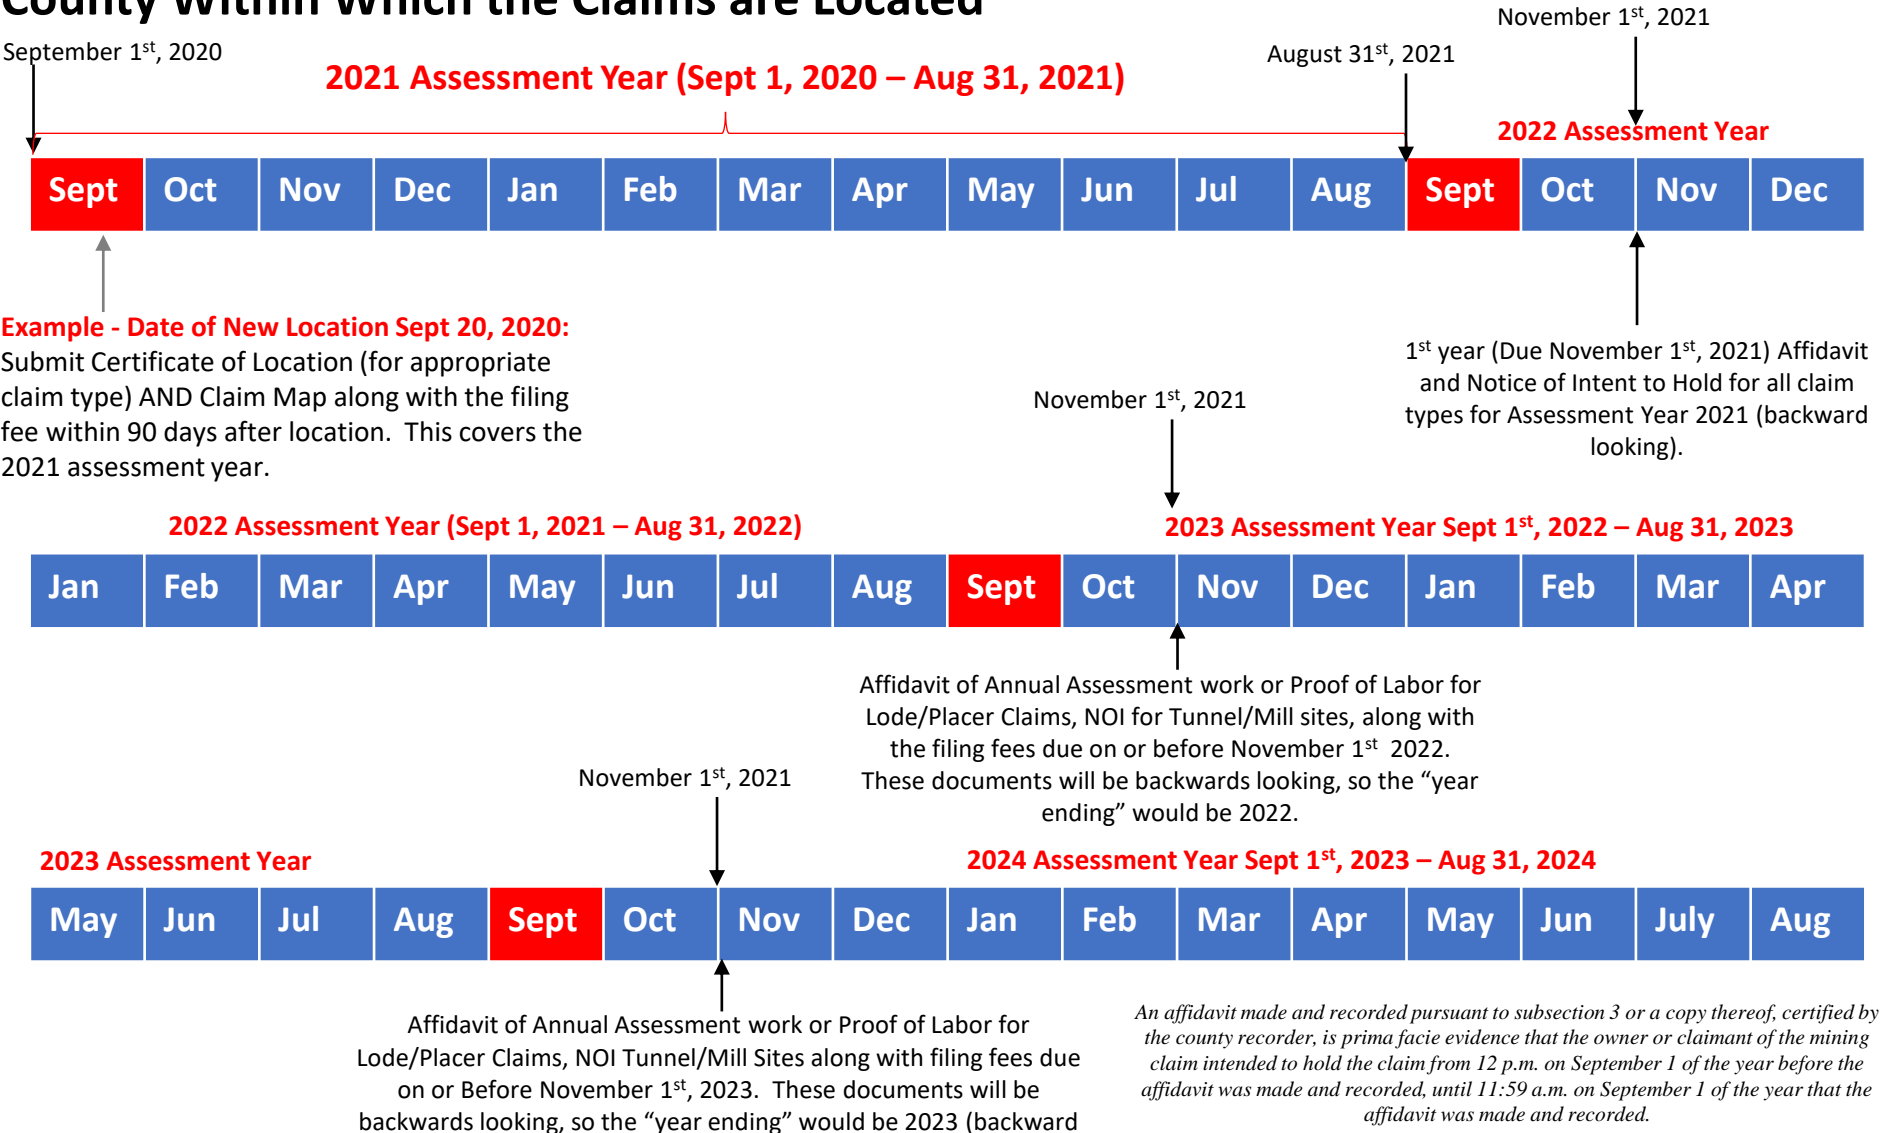 County Within Which the Claims are Located
November 1st, 2021
September 1st, 2020
August 31st, 2021
2021 Assessment Year (Sept 1, 2020 – Aug 31, 2021)
2022 Assessment Year
Sept Oct Nov Dec Jan Feb Mar Apr May Jun Jul Aug Sept Oct Nov Dec
Example - Date of New Location Sept 20, 2020:
Submit Certificate of Location (for appropriate
claim type) AND Claim Map along with the filing
fee within 90 days after location. This covers the
2021 assessment year.
1st year (Due November 1st, 2021) Affidavit
and Notice of Intent to Hold for all claim
types for Assessment Year 2021 (backward
looking).
November 1st, 2021
2022 Assessment Year (Sept 1, 2021 – Aug 31, 2022)
2023 Assessment Year Sept 1st, 2022 – Aug 31, 2023
Jan Feb Mar Apr May Jun Jul Aug Sept Oct Nov Dec Jan Feb Mar Apr
Affidavit of Annual Assessment work or Proof of Labor for
Lode/Placer Claims, NOI for Tunnel/Mill sites, along with
the filing fees due on or before November 1st 2022.
These documents will be backwards looking, so the “year
ending” would be 2022.
November 1st, 2021
2023 Assessment Year
2024 Assessment Year Sept 1st, 2023 – Aug 31, 2024
May Jun Jul Aug Sept Oct Nov Dec Jan Feb Mar Apr May Jun July Aug
Affidavit of Annual Assessment work or Proof of Labor for
Lode/Placer Claims, NOI Tunnel/Mill Sites along with filing fees due
on or Before November 1st, 2023. These documents will be
backwards looking, so the “year ending” would be 2023 (backward
An affidavit made and recorded pursuant to subsection 3 or a copy thereof, certified by
the county recorder, is prima facie evidence that the owner or claimant of the mining
claim intended to hold the claim from 12 p.m. on September 1 of the year before the
affidavit was made and recorded, until 11:59 a.m. on September 1 of the year that the
affidavit was made and recorded.